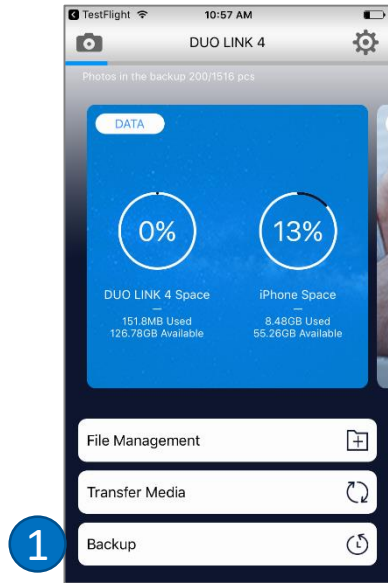 TestFlight 10:57 AM
DUO LINK 4
Photos in the backup 200/1516 pcs
DATA
0% 13%
DUO LINK 4 Space iPhone Space
151.8MB Used 8.48GB Used
126.78GB Available 55.26GB Available
File Management
Transfer Media
1 Backup